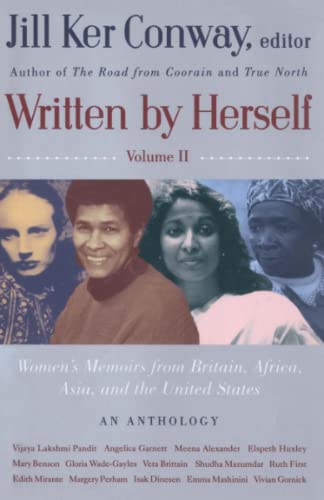 Jill Ker Conway, editor
Author of The Road from Coorain and True North
Written by Herself
Volume II
Women's Memoirs from Britain, Africa,
Asia, and the United States
AN ANTHOLOGY
Vijaya Lakshmi Pandit Angelica Garnett Meena Alexander Elspeth Huxley
Mary Benson Gloria Wade-Gayles Vera Brittain Shudha Mazumdar Ruth First
Edith Mirante Margery Perham Isak Dinesen Emma Mashinini Vivian Gornick